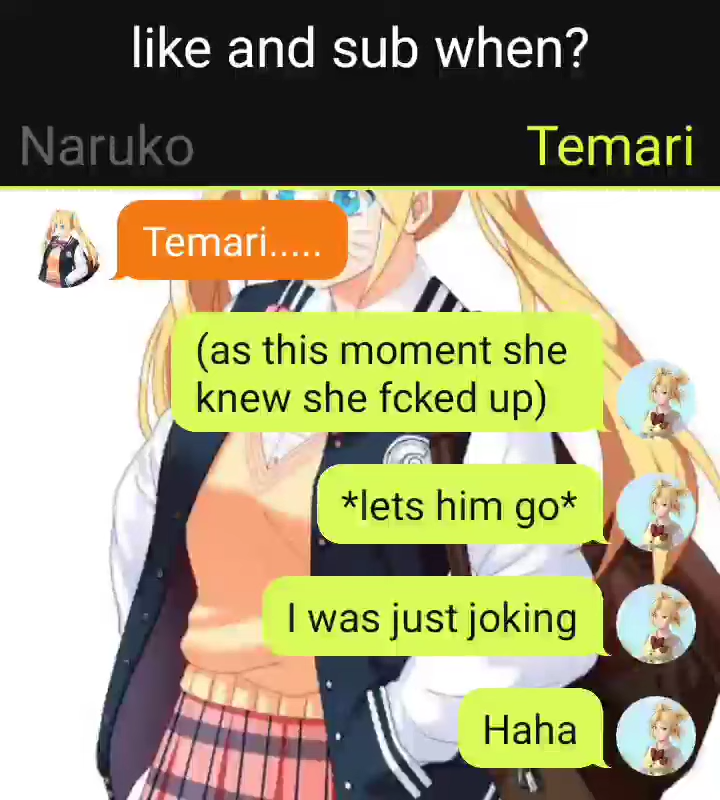 like and sub when?
Naruko
Temari
Temari.....
(as this moment she
knew she fcked up)
*lets him go*
I was just joking
Haha